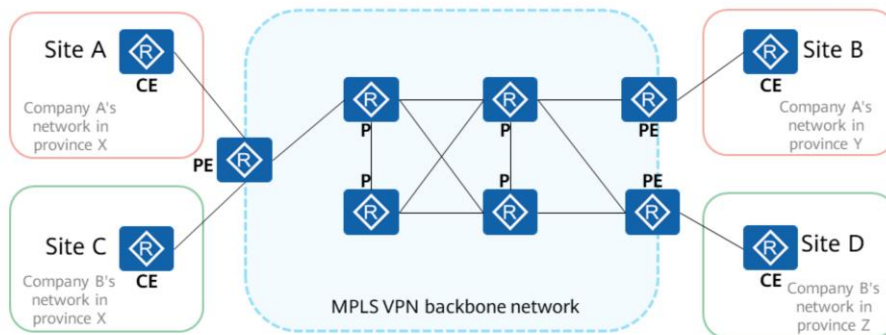 Site A
R
CE
Company A's
network in
province X
R
PE
Site C
R
CE
Company B's
network in
province X
R
P
R
P
P
R
P
R
R
PE
PE
R
MPLS VPN backbone network
R
CE
Site B
Company A's
network in
province Y
R
CE
Site D
Company B's
network in
province Z